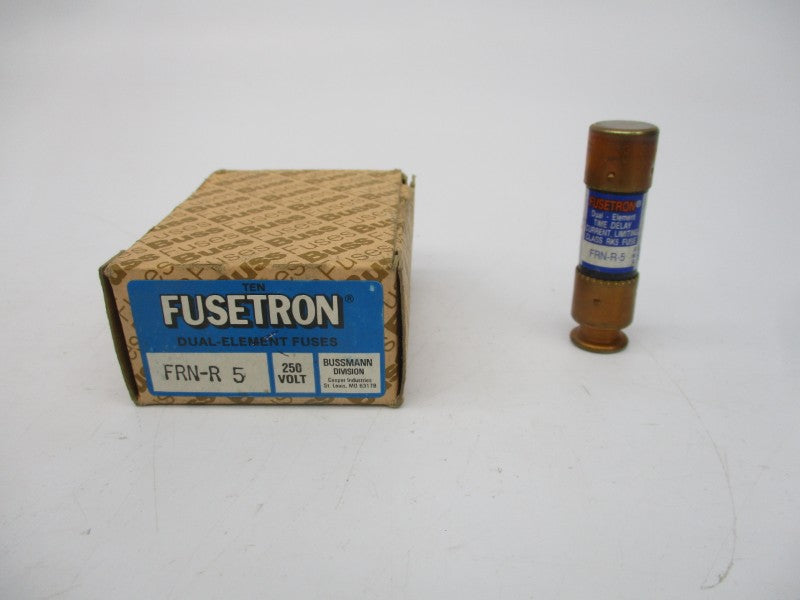 TEN
FUSETRON®
DUAL-ELEMENT FUSES
FRN-R 5
250
VOLT
BUSSMANN
DIVISION
Cooper Industries
St. Louis, MO 63178
Buss
FUSETRON®
Dual - Element
TIME DELAY
CURRENT LIMITING
CLASS RK5 FUSE
FRN-R-5